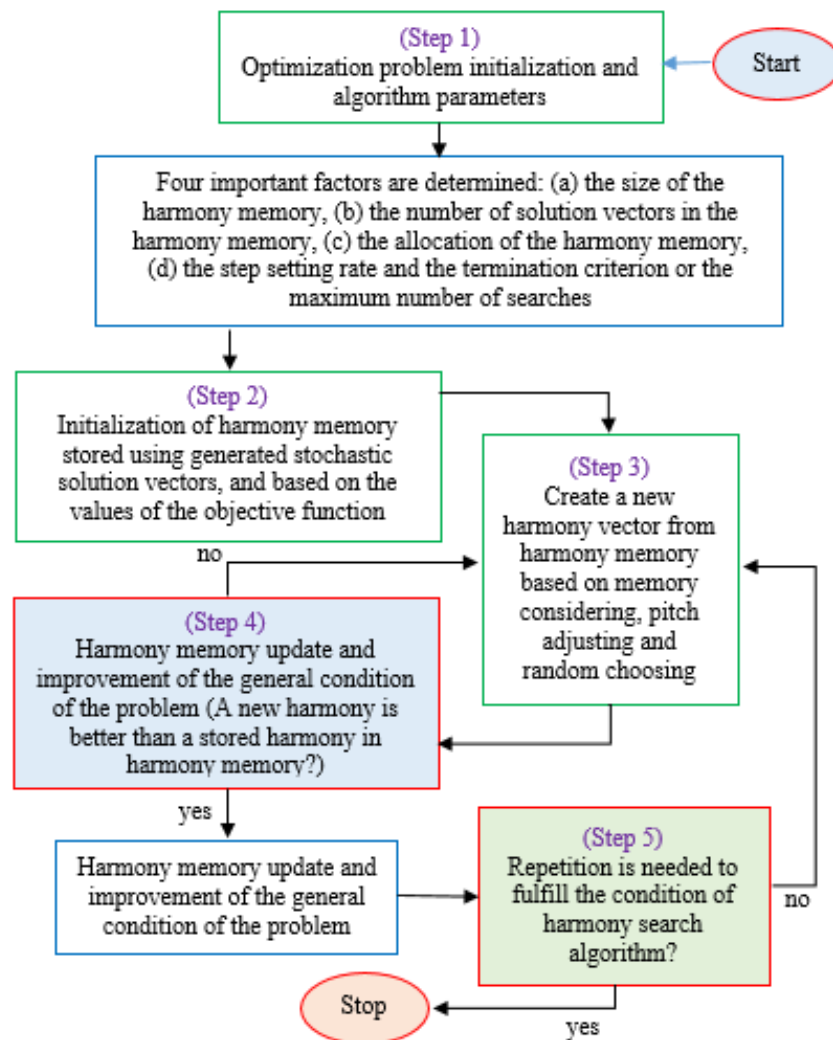 (Step 1)
Optimization problem initialization and
algorithm parameters
Start
Four important factors are determined: (a) the size of the
harmony memory, (b) the number of solution vectors in the
harmony memory, (c) the allocation of the harmony memory,
(d) the step setting rate and the termination criterion or the
maximum number of searches
(Step 2)
Initialization of harmony memory
stored using generated stochastic
solution vectors, and based on the
values of the objective function
(Step 3)
Create a new
harmony vector from
harmony memory
based on memory
considering, pitch
adjusting and
random choosing
no
(Step 4)
Harmony memory update and
improvement of the general condition
of the problem (A new harmony is
better than a stored harmony in
harmony memory?)
yes
Harmony memory update and
improvement of the general
condition of the problem
(Step 5)
Repetition is needed to
fulfill the condition of
harmony search
algorithm?
no
Stop
yes